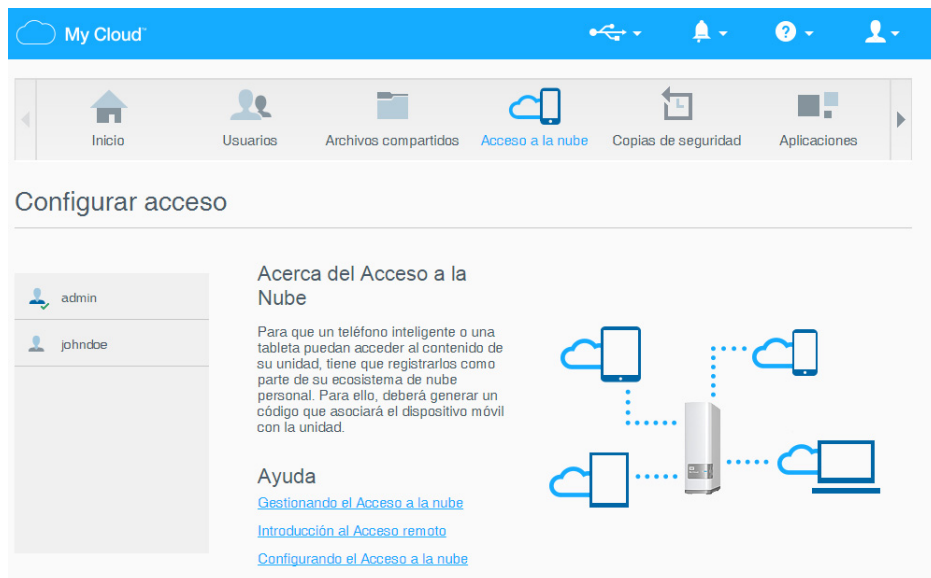 My Cloud™
Inicio
Usuarios
Archivos compartidos
Acceso a la nube
Copias de seguridad
Aplicaciones
Configurar acceso
admin
johndoe
Acerca del Acceso a la
Nube
Para que un teléfono inteligente o una
tableta puedan acceder al contenido de
su unidad, tiene que registrarlos como
parte de su ecosistema de nube
personal. Para ello, deberá generar un
código que asociará el dispositivo móvil
con la unidad.
Ayuda
Gestionando el Acceso a la nube
Introducción al Acceso remoto
Configurando el Acceso a la nube